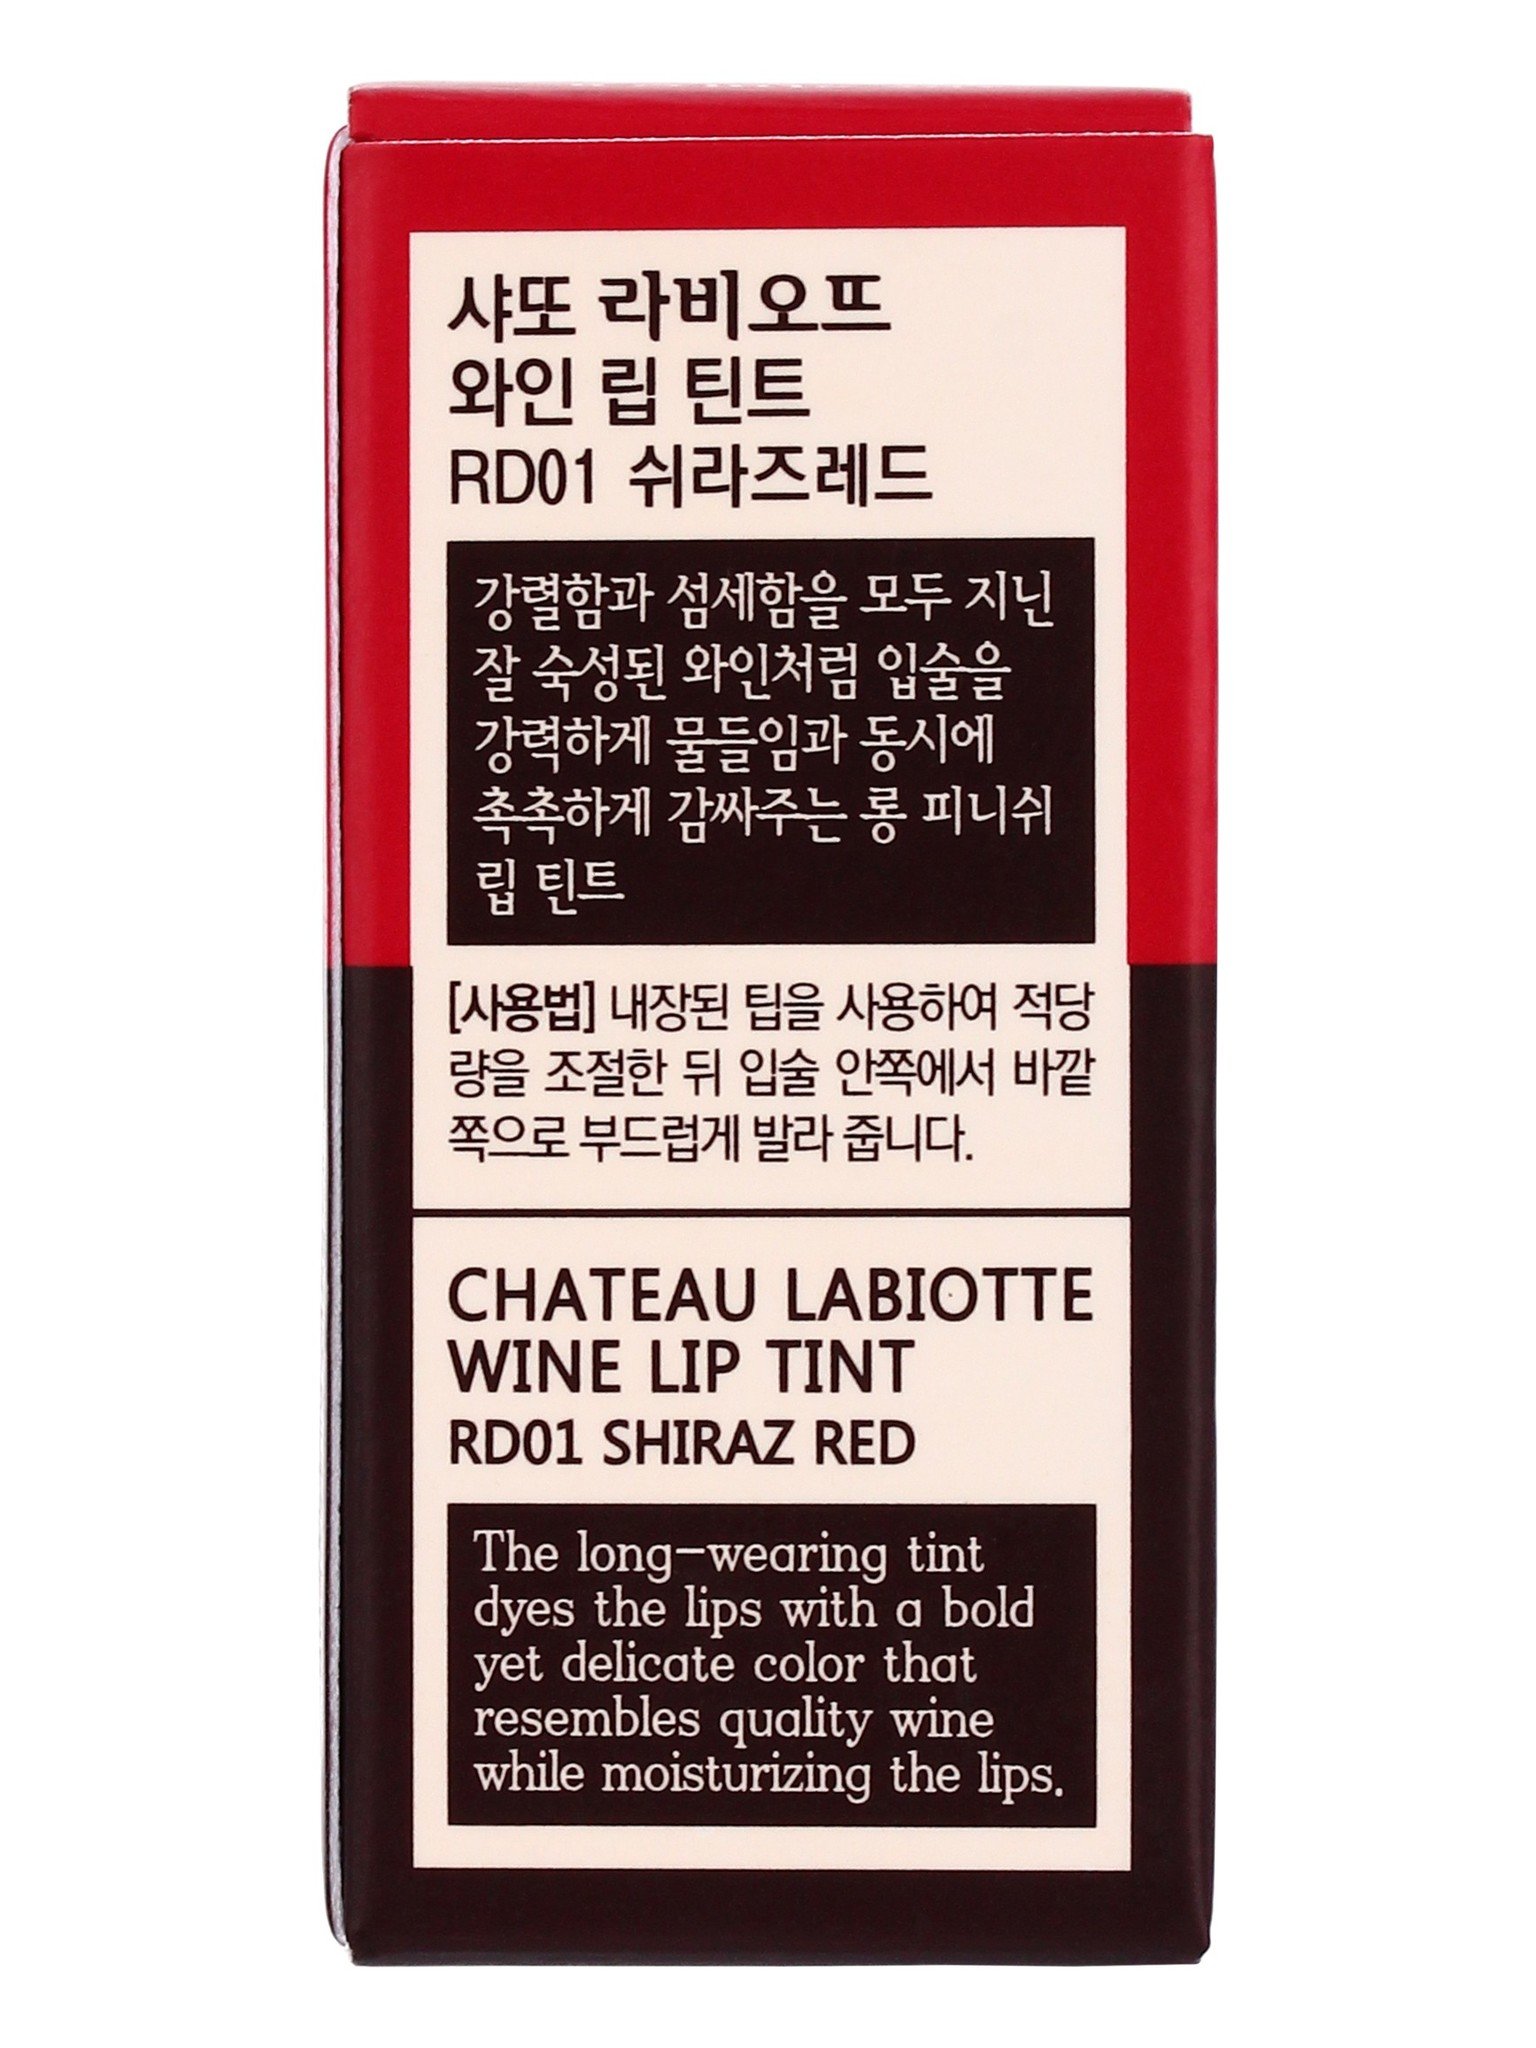 샤또 라비오뜨
와인 립 틴트
RD01 쉬라즈레드
강렬함과 섬세함을 모두 지닌
잘 숙성된 와인처럼 입술을
강력하게 물들임과 동시에
촉촉하게 감싸주는 롱 피니쉬
립 틴트
[사용법] 내장된 팁을 사용하여 적당
량을 조절한 뒤 입술 안쪽에서 바깥
쪽으로 부드럽게 발라 줍니다.
CHATEAU LABIOTTE
WINE LIP TINT
RD01 SHIRAZ RED
The long-wearing tint
dyes the lips with a bold
yet delicate color that
resembles quality wine
while moisturizing the lips.